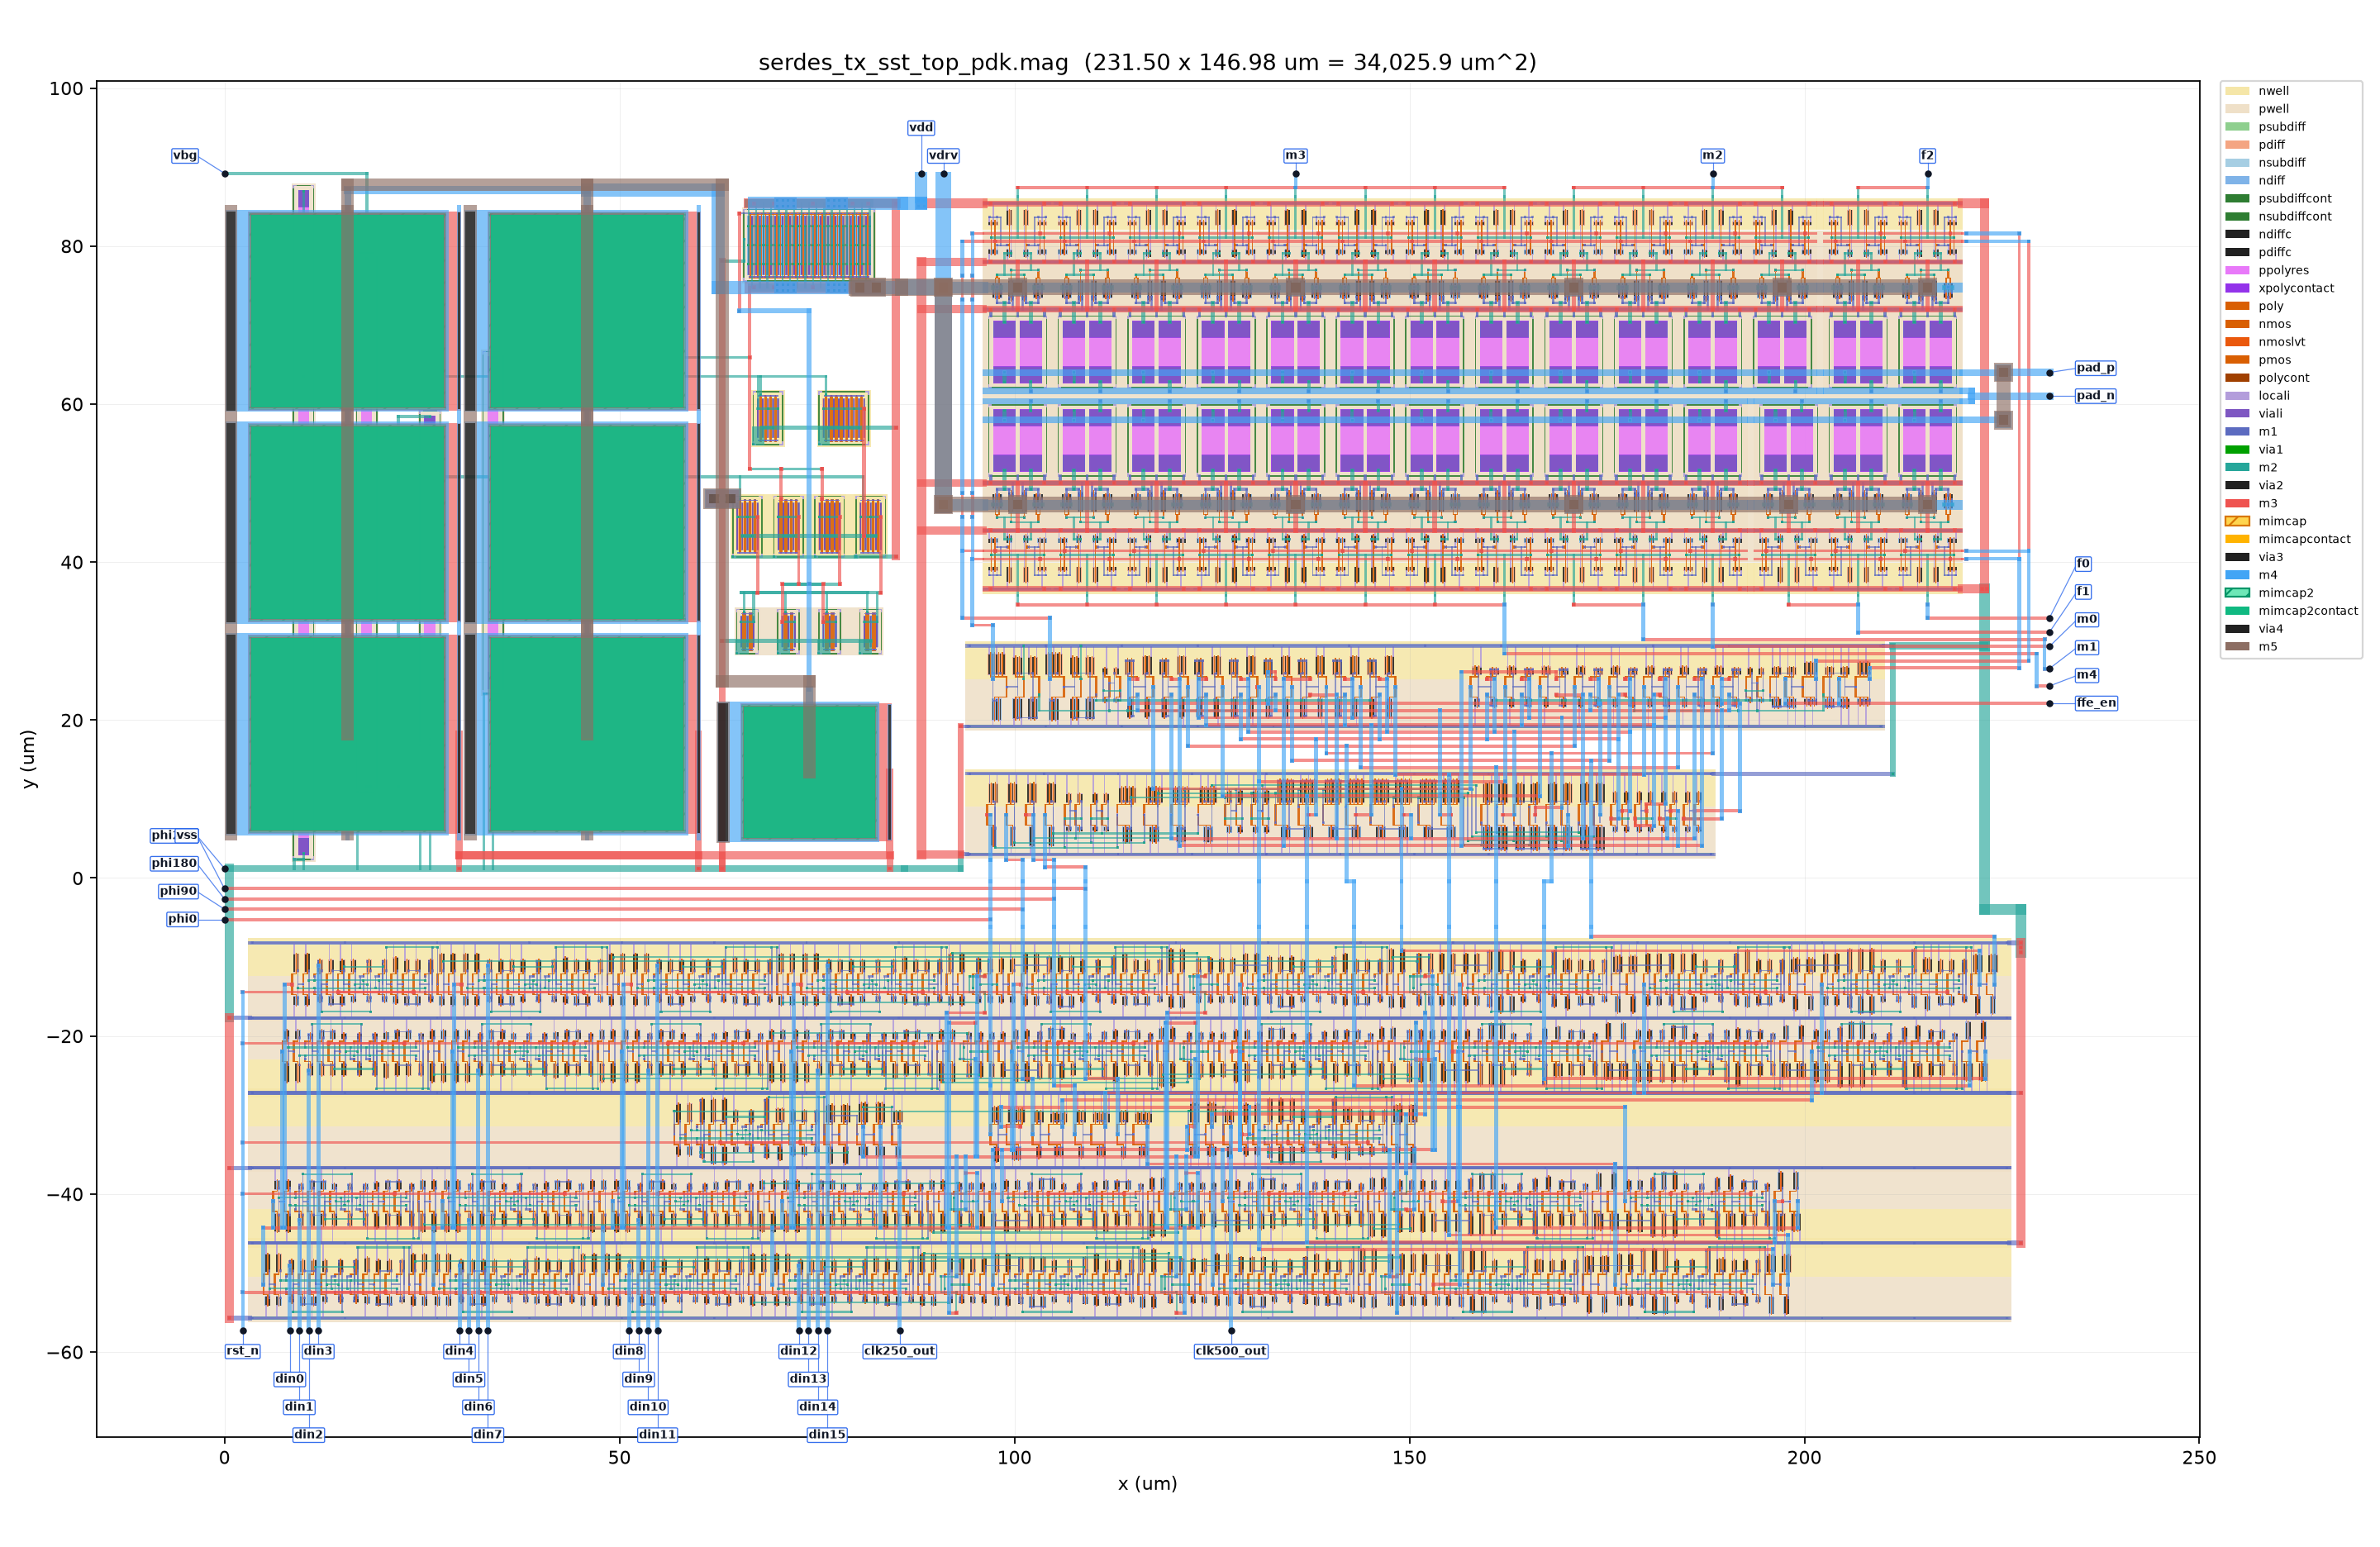 serdes_tx_sst_top_pdk.mag  (231.50 x 146.98 um = 34,025.9 um^2)
100
80
60
40
20
0
−20
−40
−60
y (um)
0
50
100
150
200
250
x (um)
vbg
vdd
vdrv
m3
m2
f2
pad_p
pad_n
f0
f1
m0
m1
m4
ffe_en
vss
phi180
phi90
phi0
rst_n
din0
din1
din2
din3
din4
din5
din6
din7
din8
din9
din10
din11
din12
din13
din14
din15
clk250_out
clk500_out
nwell
pwell
psubdiff
pdiff
nsubdiff
ndiff
psubdiffcont
nsubdiffcont
ndiffc
pdiffc
ppolyres
xpolycontact
poly
nmos
nmoslvt
pmos
polycont
locali
viali
m1
via1
m2
via2
m3
mimcap
mimcapcontact
via3
m4
mimcap2
mimcap2contact
via4
m5